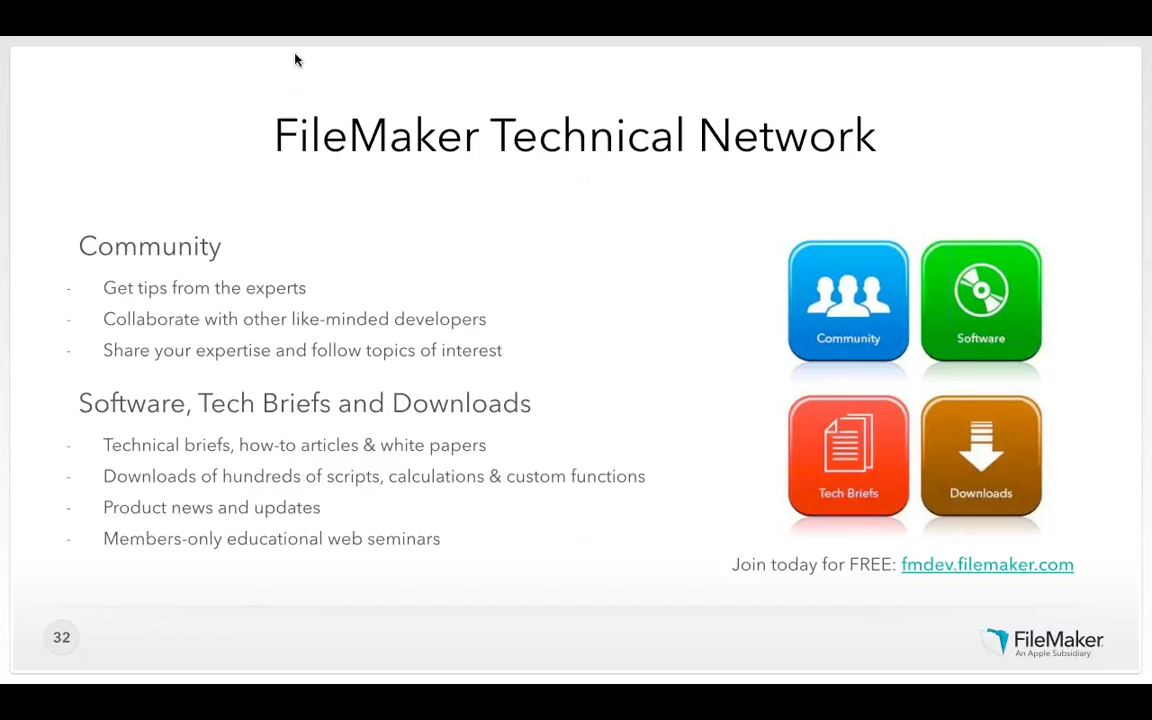 FileMaker Technical Network
Community
- Get tips from the experts
- Collaborate with other like-minded developers
- Share your expertise and follow topics of interest
Software, Tech Briefs and Downloads
- Technical briefs, how-to articles & white papers
- Downloads of hundreds of scripts, calculations & custom functions
- Product news and updates
- Members-only educational web seminars
Community
Software
Tech Briefs
Downloads
Join today for FREE: fmdev.filemaker.com
32
FileMaker
An Apple Subsidiary